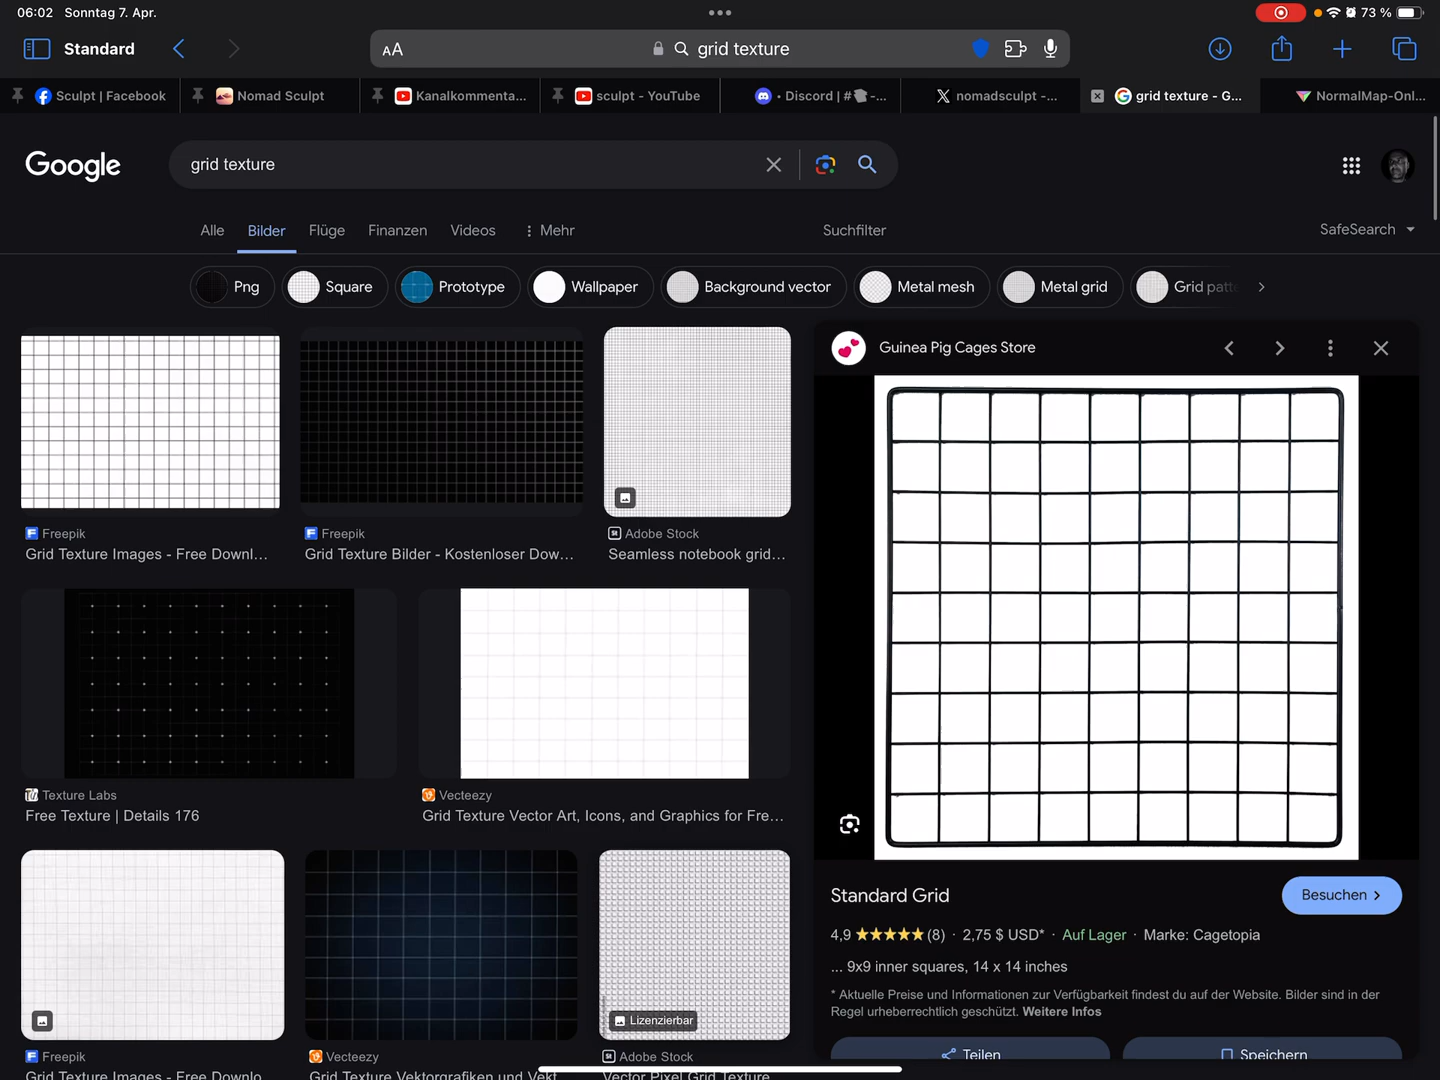 06:02 Sonntag 7. Apr.
73 %
Standard
AA
grid texture
Sculpt | Facebook
Nomad Sculpt
Kanalkommenta...
sculpt - YouTube
• Discord | #
-...
nomadsculpt -...
grid texture - G...
NormalMap-Onl...
Google
grid texture
Alle
Bilder
Flüge
Finanzen
Videos
Mehr
Suchfilter
SafeSearch
Png
Square
Prototype
Wallpaper
Background vector
Metal mesh
Metal grid
Grid patt
Guinea Pig Cages Store
Freepik
Grid Texture Images - Free Downl...
Freepik
Grid Texture Bilder - Kostenloser Dow...
Adobe Stock
Seamless notebook grid...
Texture Labs
Free Texture | Details 176
Vecteezy
Grid Texture Vector Art, Icons, and Graphics for Fre...
Standard Grid
Besuchen
4,9 ★★★★★ (8) · 2,75 $ USD* · Auf Lager · Marke: Cagetopia
... 9x9 inner squares, 14 x 14 inches
* Aktuelle Preise und Informationen zur Verfügbarkeit findest du auf der Website. Bilder sind in der
Regel urheberrechtlich geschützt. Weitere Infos
Teilen
Speichern
Lizenzierbar
Freepik
Grid Texture Images - Free Downlo
Vecteezy
Grid Texture Vektorgrafiken und Vekt
Adobe Stock
Vector Pixel Grid Texture